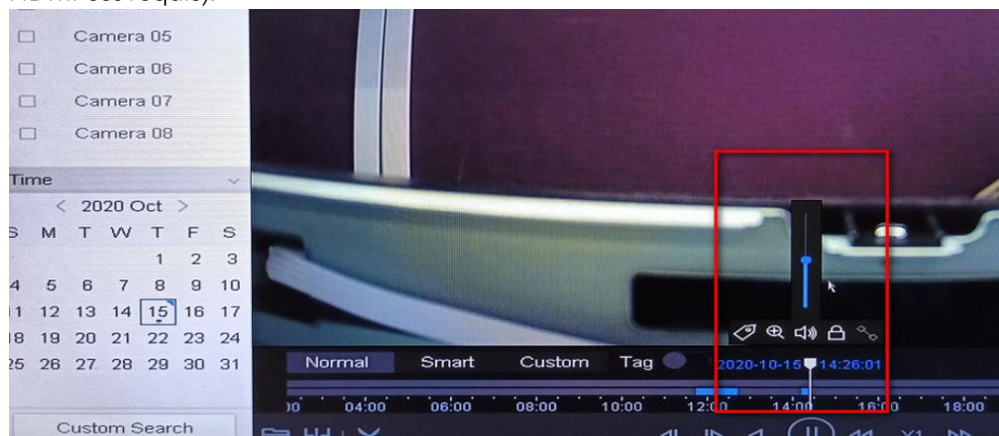 Camera 05
Camera 06
Camera 07
Camera 08
Time
< 2020 Oct >
S M T W T F S
1 2 3
4 5 6 7 8 9 10
11 12 13 14 15 16 17
18 19 20 21 22 23 24
25 26 27 28 29 30 31
Custom Search
Normal Smart Custom Tag
2020-10-15 14:26:01
04:00 06:00 08:00 10:00 12:00 14:00 16:00 18:00
X1